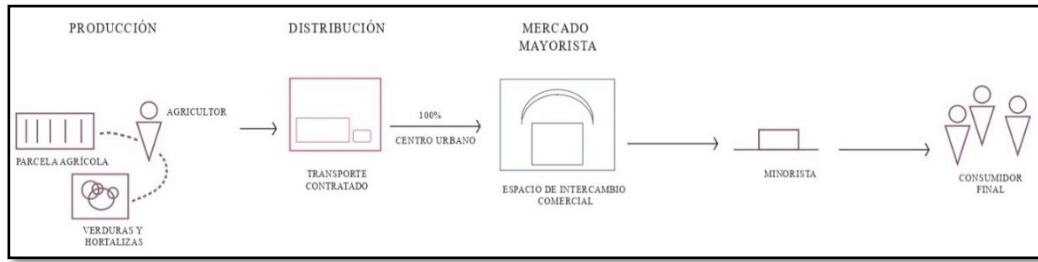 PRODUCCIÓN
DISTRIBUCIÓN
MERCADO
MAYORISTA
AGRICULTOR
PARCELA AGRÍCOLA
VERDURAS Y
HORTALIZAS
TRANSPORTE
CONTRATADO
100%
CENTRO URBANO
ESPACIO DE INTERCAMBIO
COMERCIAL
MINORISTA
CONSUMIDOR
FINAL